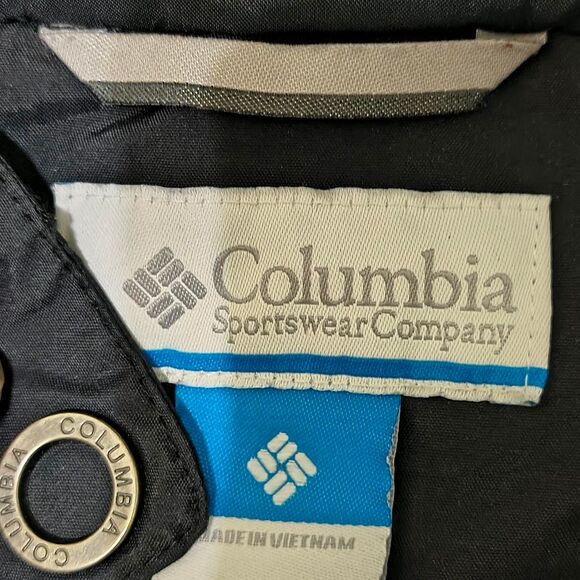 Columbia
Sportswear Company
COLUMBIA COLUMBIA
MADE IN VIETNAM